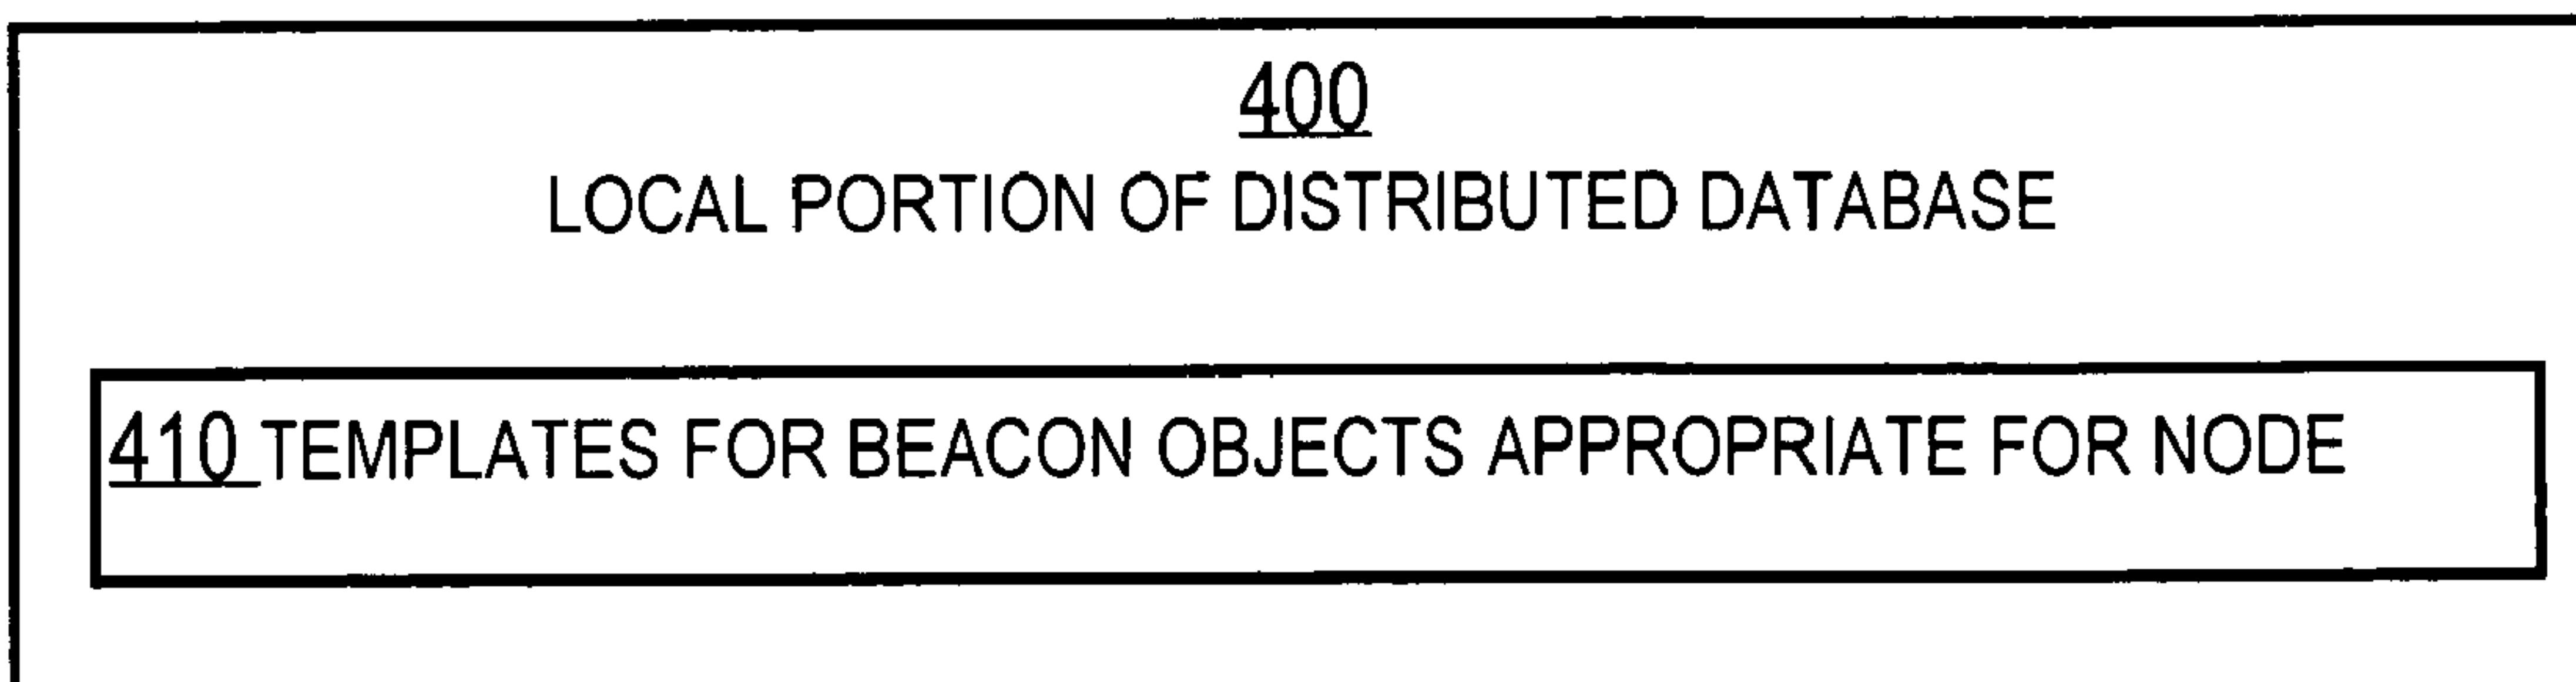 400
LOCAL PORTION OF DISTRIBUTED DATABASE
410 TEMPLATES FOR BEACON OBJECTS APPROPRIATE FOR NODE